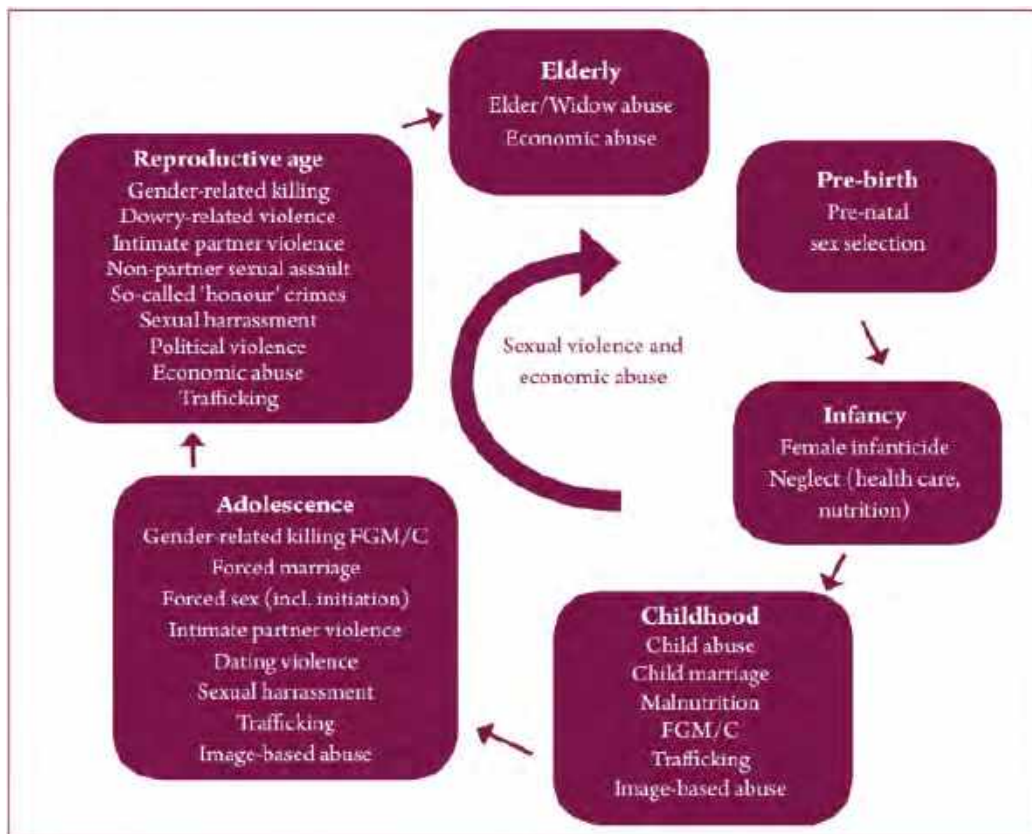 Elderly
Elder/Widow abuse
Economic abuse
Pre-birth
Pre-natal
sex selection
Infancy
Female infanticide
Neglect (health care,
nutrition)
Childhood
Child abuse
Child marriage
Malnutrition
FGM/C
Trafficking
Image-based abuse
Adolescence
Gender-related killing FGM/C
Forced marriage
Forced sex (incl. initiation)
Intimate partner violence
Dating violence
Sexual harrassment
Trafficking
Image-based abuse
Reproductive age
Gender-related killing
Dowry-related violence
Intimate partner violence
Non-partner sexual assault
So-called 'honour' crimes
Sexual harrassment
Political violence
Economic abuse
Trafficking
Sexual violence and
economic abuse